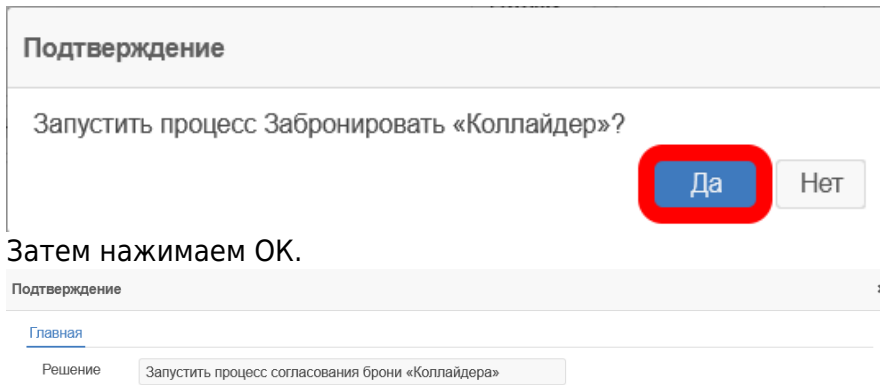 Подтверждение
Запустить процесс Забронировать «Коллайдер»?
Да Нет
Затем нажимаем ОК.
Подтверждение
Главная
Решение Запустить процесс согласования брони «Коллайдера»